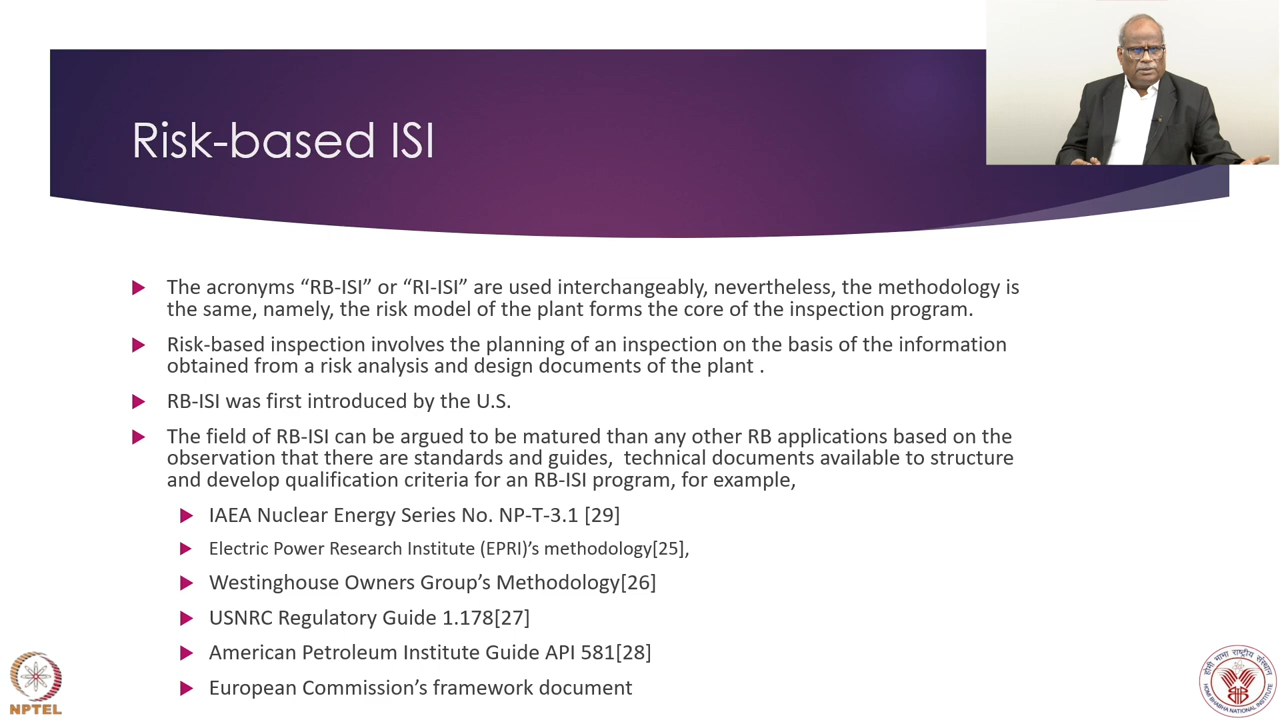 Risk-based ISI
The acronyms “RB-ISI” or “RI-ISI” are used interchangeably, nevertheless, the methodology is
the same, namely, the risk model of the plant forms the core of the inspection program.
Risk-based inspection involves the planning of an inspection on the basis of the information
obtained from a risk analysis and design documents of the plant .
RB-ISI was first introduced by the U.S.
The field of RB-ISI can be argued to be matured than any other RB applications based on the
observation that there are standards and guides, technical documents available to structure
and develop qualification criteria for an RB-ISI program, for example,
IAEA Nuclear Energy Series No. NP-T-3.1 [29]
Electric Power Research Institute (EPRI)’s methodology[25],
Westinghouse Owners Group’s Methodology[26]
USNRC Regulatory Guide 1.178[27]
American Petroleum Institute Guide API 581[28]
European Commission’s framework document
NPTEL
होमी भाभा राष्ट्रीय संस्थान
HOMI BHABHA NATIONAL INSTITUTE